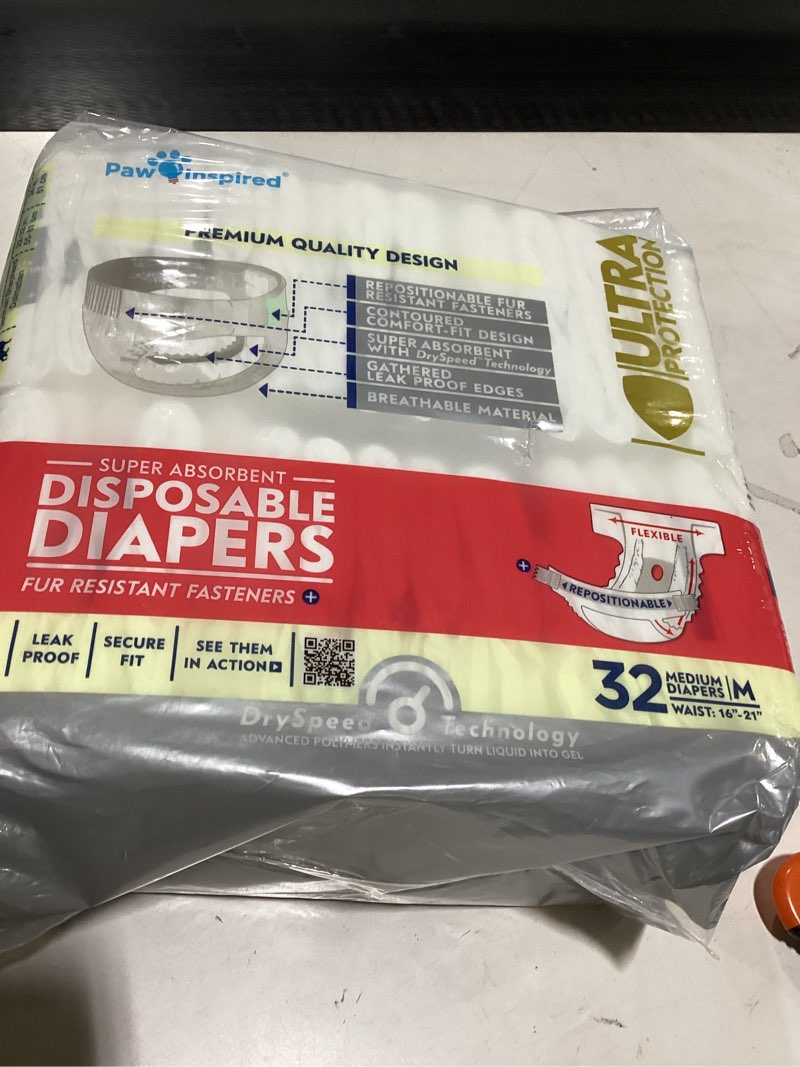 Paw inspired®
PREMIUM QUALITY DESIGN
REPOSITIONABLE FUR
RESISTANT FASTENERS
CONTOURED
COMFORT-FIT DESIGN
SUPER ABSORBENT
WITH DrySpeed™ Technology
GATHERED
LEAK PROOF EDGES
BREATHABLE MATERIAL
ULTRA
PROTECTION
SUPER ABSORBENT
DISPOSABLE
DIAPERS
FUR RESISTANT FASTENERS +
FLEXIBLE
+
REPOSITIONABLE
LEAK
PROOF
SECURE
FIT
SEE THEM
IN ACTION
32 MEDIUM
DIAPERS M
WAIST: 16"-21"
DrySpeed Technology
ADVANCED POLYMERS INSTANTLY TURN LIQUID INTO GEL